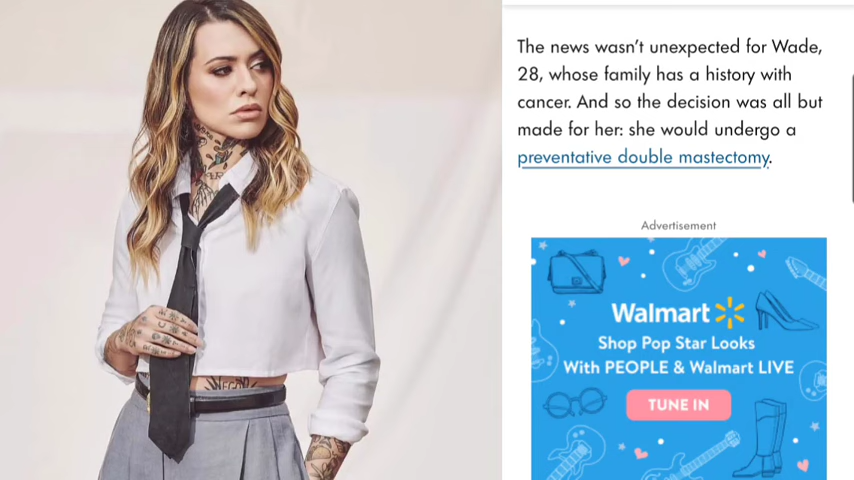 The news wasn't unexpected for Wade,
28, whose family has a history with
cancer. And so the decision was all but
made for her: she would undergo a
preventative double mastectomy.
Advertisement
Walmart
Shop Pop Star Looks
With PEOPLE & Walmart LIVE
TUNE IN